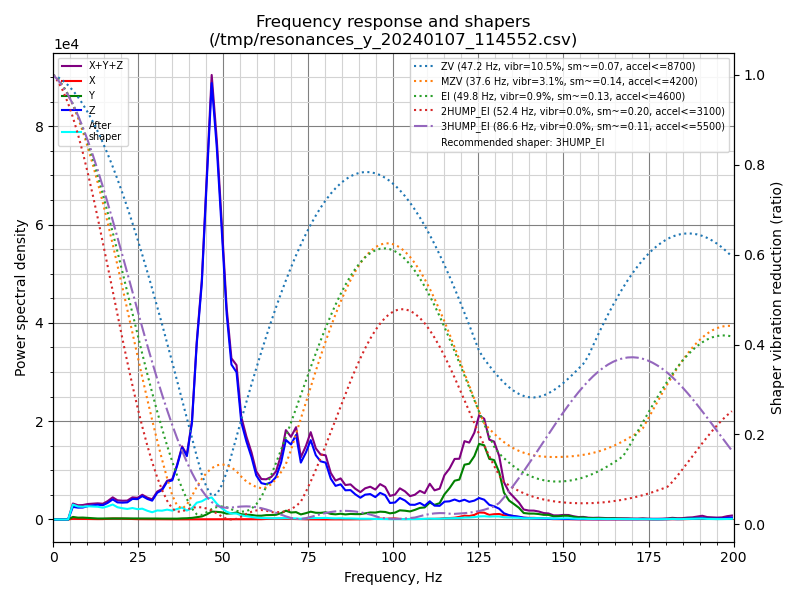 Frequency response and shapers
(/tmp/resonances_y_20240107_114552.csv)
1e4
X+Y+Z
X
Y
Z
After
shaper
ZV (47.2 Hz, vibr=10.5%, sm~=0.07, accel<=8700)
MZV (37.6 Hz, vibr=3.1%, sm~=0.14, accel<=4200)
EI (49.8 Hz, vibr=0.9%, sm~=0.13, accel<=4600)
2HUMP_EI (52.4 Hz, vibr=0.0%, sm~=0.20, accel<=3100)
3HUMP_EI (86.6 Hz, vibr=0.0%, sm~=0.11, accel<=5500)
Recommended shaper: 3HUMP_EI
8
6
4
2
0
Power spectral density
1.0
0.8
0.6
0.4
0.2
0.0
Shaper vibration reduction (ratio)
0 25 50 75 100 125 150 175 200
Frequency, Hz